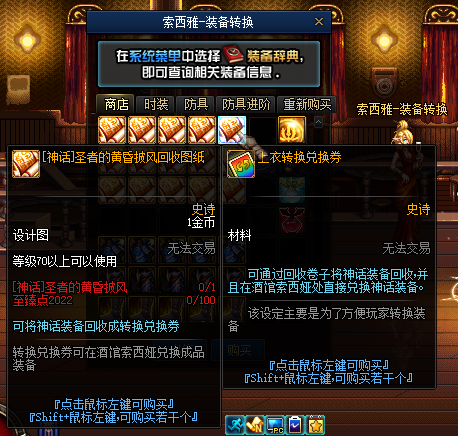 索西雅-装备转换
在系统菜单中选择 装备辞典,
即可查询相关装备信息.
商店 时装 防具 防具进阶 重新购买
索西雅-装备转换
[神话]圣者的黄昏披风回收图纸
史诗
1金币
设计图
无法交易
等级70以上可以使用
[神话]圣者的黄昏披风 0/1
至臻点2022 0/100
可将神话装备回收成转换兑换券
转换兑换券可在酒馆索西娅兑换成品
装备
『点击鼠标左键可购买』
『Shift+鼠标左键,可购买若干个』
上衣转换兑换券
史诗
材料
无法交易
可通过回收卷子将神话装备回收,并
且在酒馆索西娅处直接兑换神话装备。
该设定主要是为了方便玩家转换装
备
『点击鼠标左键可购买』
『Shift+鼠标左键,可购买若干个』
购买
PC